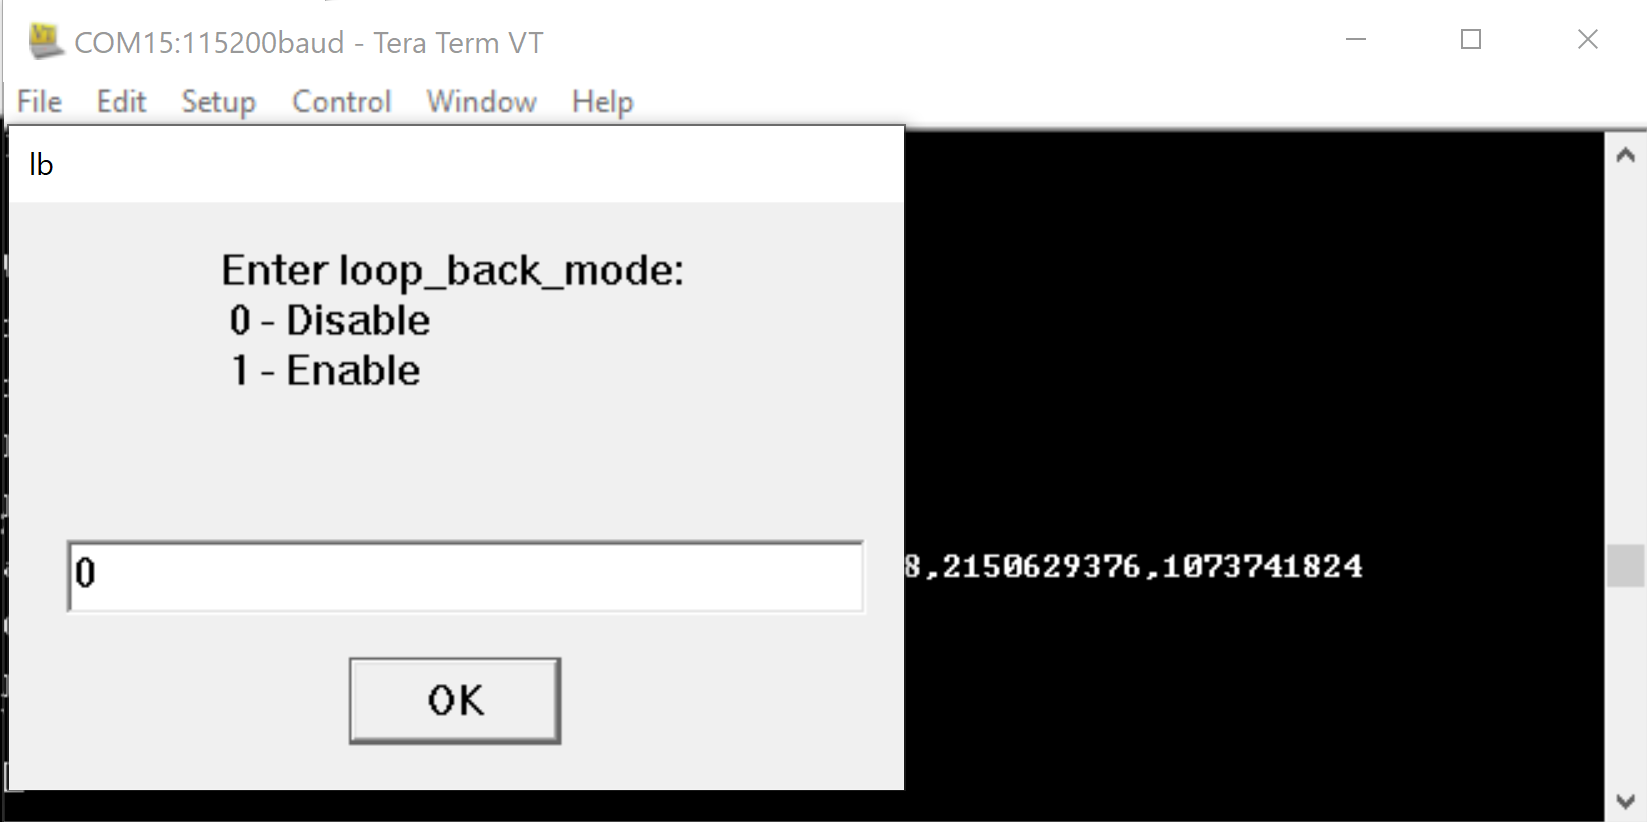 COM15:115200baud - Tera Term VT
File Edit Setup Control Window Help
lb
Enter loop_back_mode:
0 - Disable
1 - Enable
0
8,2150629376,1073741824
OK